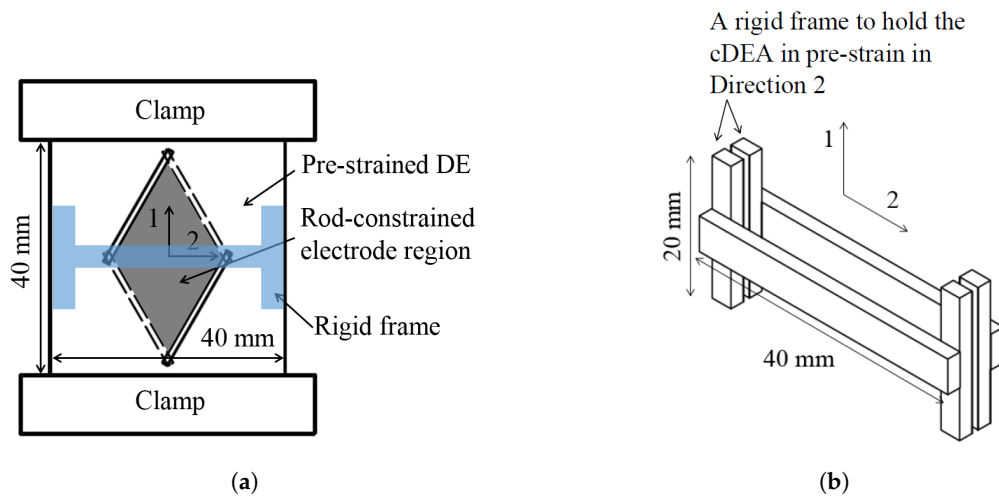 Clamp
Pre-strained DE
1
Rod-constrained
2
electrode region
40 mm
Rigid frame
40 mm
Clamp
(a)
A rigid frame to hold the
cDEA in pre-strain in
Direction 2
1
2
20 mm
40 mm
(b)